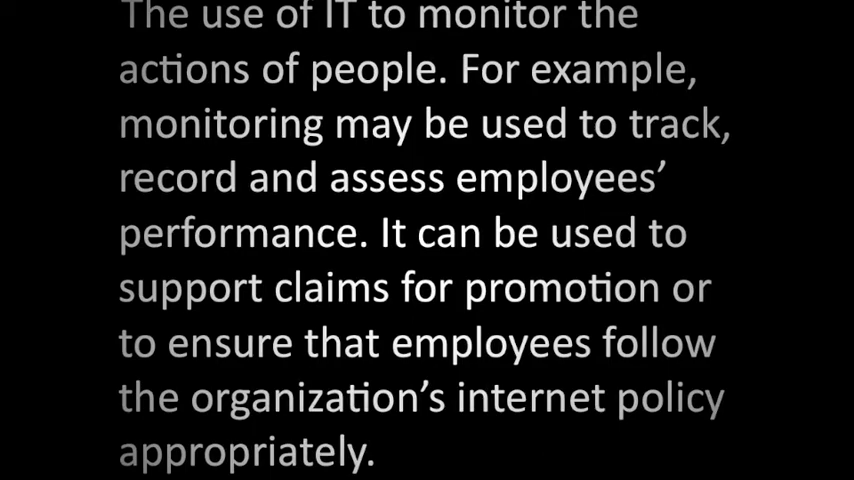 The use of IT to monitor the
actions of people. For example,
monitoring may be used to track,
record and assess employees’
performance. It can be used to
support claims for promotion or
to ensure that employees follow
the organization’s internet policy
appropriately.